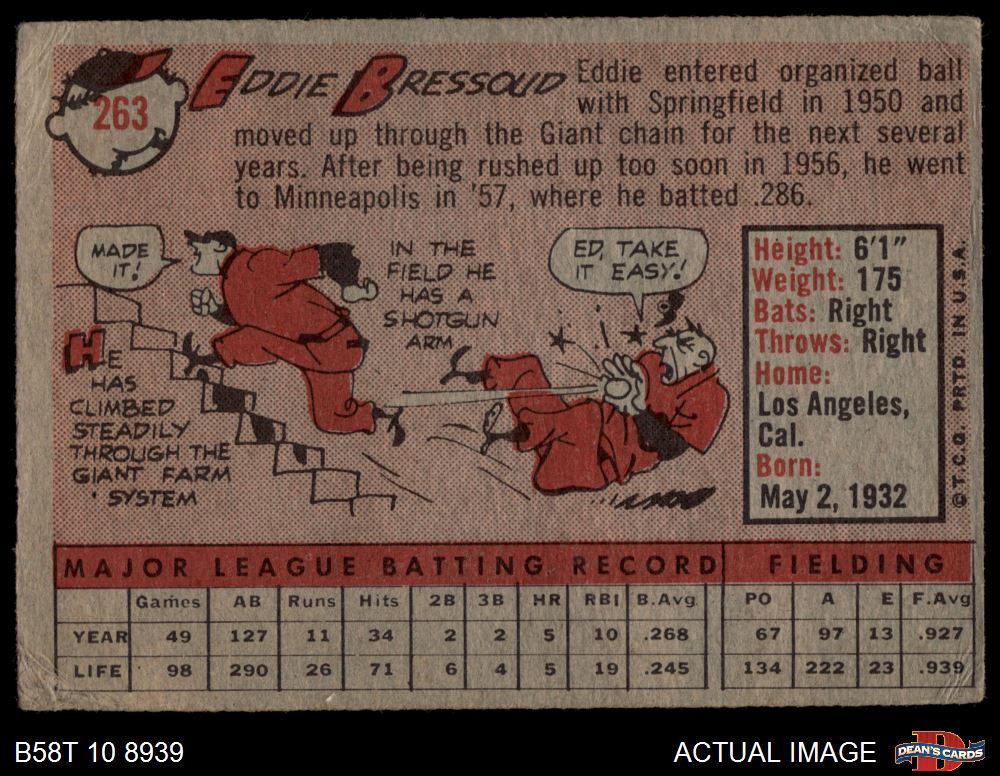 263
EDDIE BRESSOUD
Eddie entered organized ball
with Springfield in 1950 and
moved up through the Giant chain for the next several
years. After being rushed up too soon in 1956, he went
to Minneapolis in '57, where he batted .286.
MADE
IT!
HE
HAS
CLIMBED
STEADILY
THROUGH THE
GIANT FARM
SYSTEM
IN THE
FIELD HE
HAS A
SHOTGUN
ARM
ED, TAKE
IT EASY!
Height: 6'1"
Weight: 175
Bats: Right
Throws: Right
Home:
Los Angeles,
Cal.
Born:
May 2, 1932
© T.C.G. PRTD. IN U.S.A.
MAJOR LEAGUE BATTING RECORD FIELDING
Games AB Runs Hits 2B 3B HR RBI B.Avg. PO A E F.Avg
YEAR 49 127 11 34 2 2 5 10 .268 67 97 13 .927
LIFE 98 290 26 71 6 4 5 19 .245 134 222 23 .939
B58T 10 8939
ACTUAL IMAGE
DEAN'S CARDS